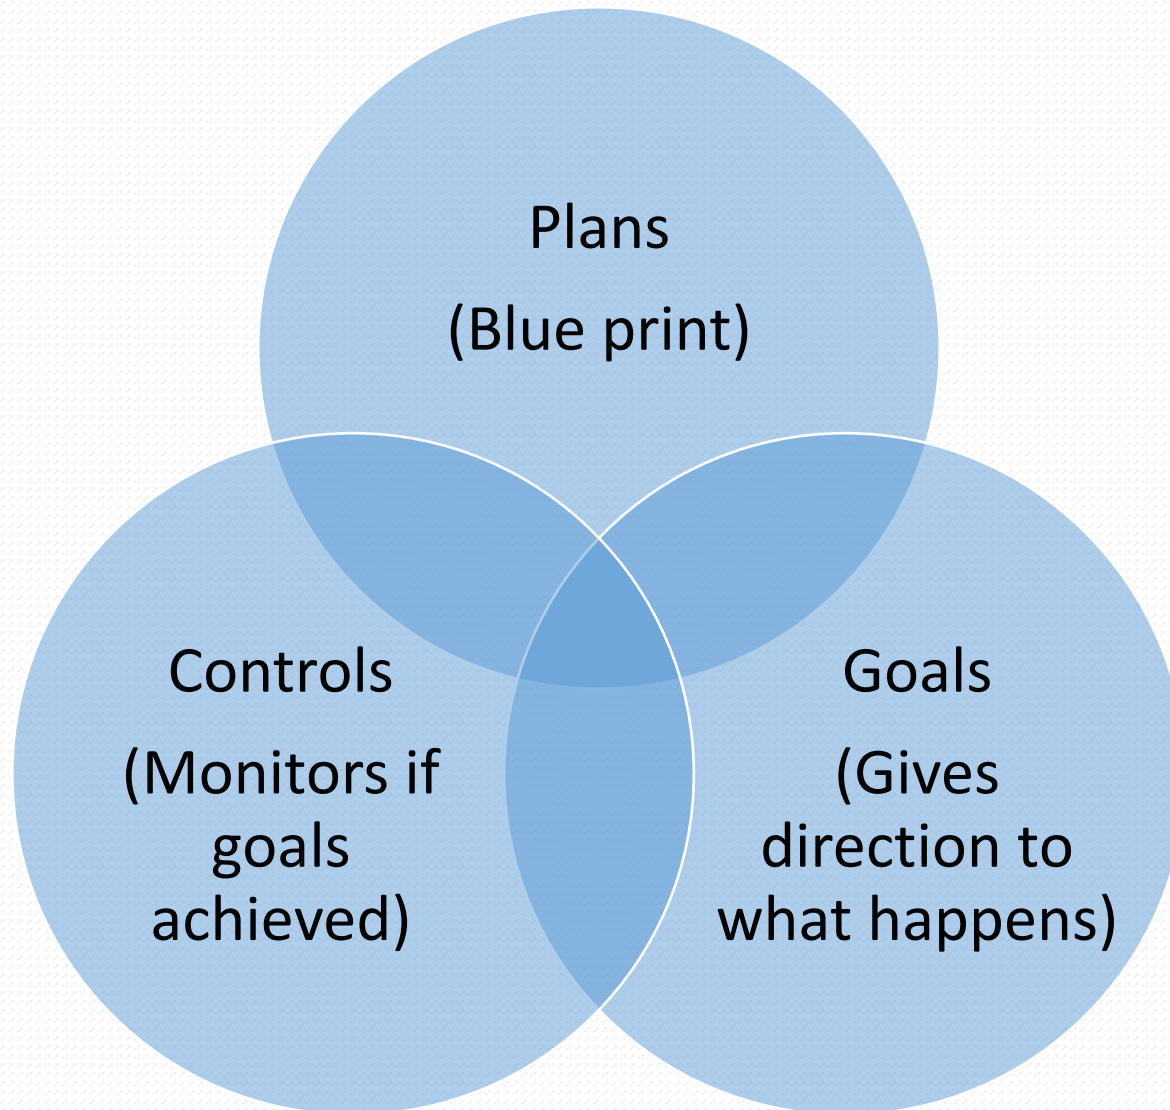 Plans
(Blue print)
Controls
(Monitors if
goals
achieved)
Goals
(Gives
direction to
what happens)